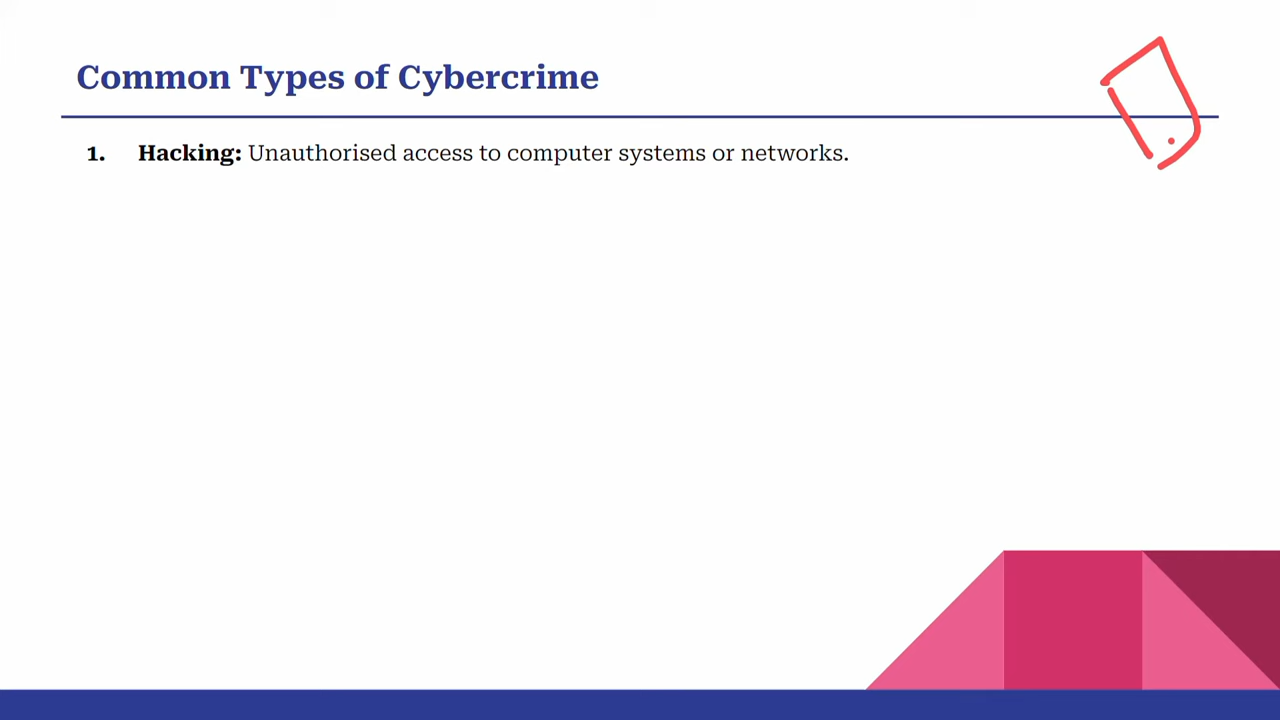 Common Types of Cybercrime
1. Hacking: Unauthorised access to computer systems or networks.